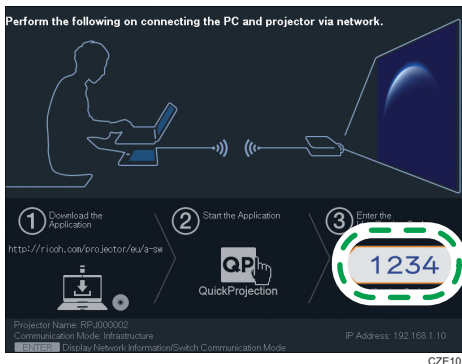 Perform the following on connecting the PC and projector via network.
1 Download the
Application
http://ricoh.com/projector/eu/a-sw
2 Start the Application
QP
QuickProjection
3 Enter the
1234
Projector Name: RPJ000002
Communication Mode: Infrastructure
ENTER Display Network Information/Switch Communication Mode
IP Address: 192.168.1.10
CZE10